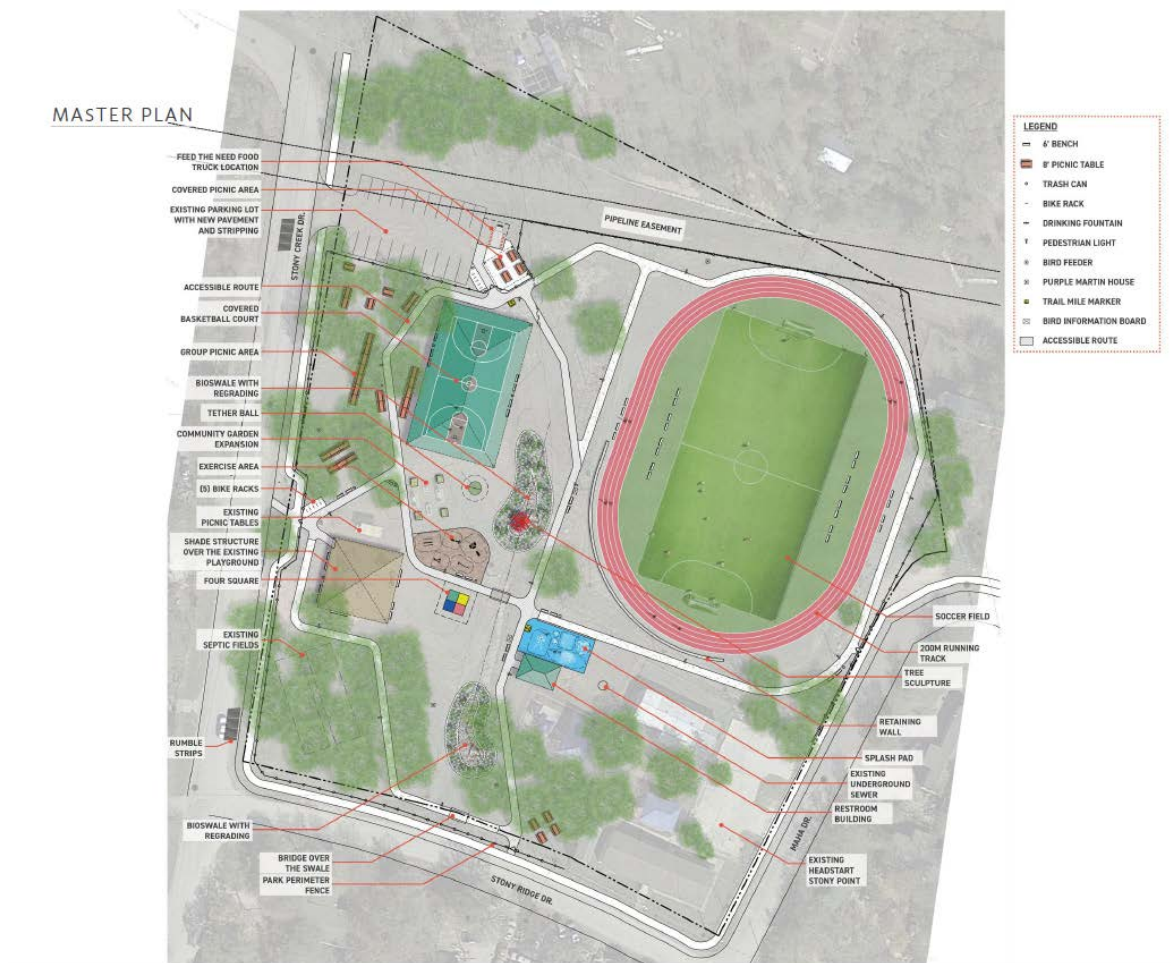 MASTER PLAN
FEED THE NEED FOOD
TRUCK LOCATION
COVERED PICNIC AREA
EXISTING PARKING LOT
WITH NEW PAVEMENT
AND STRIPPING
ACCESSIBLE ROUTE
COVERED
BASKETBALL COURT
GROUP PICNIC AREA
BIOSWALE WITH
REGRADING
TETHER BALL
COMMUNITY GARDEN
EXPANSION
EXERCISE AREA
(5) BIKE RACKS
EXISTING
PICNIC TABLES
SHADE STRUCTURE
OVER THE EXISTING
PLAYGROUND
FOUR SQUARE
EXISTING
SEPTIC FIELDS
RUMBLE
STRIPS
BIOSWALE WITH
REGRADING
BRIDGE OVER
THE SWALE
PARK PERIMETER
FENCE
STONY CREEK DR.
PIPELINE EASEMENT
STONY RIDGE DR.
MAHA DR.
SOCCER FIELD
200M RUNNING
TRACK
TREE
SCULPTURE
RETAINING
WALL
SPLASH PAD
EXISTING
UNDERGROUND
SEWER
RESTROOM
BUILDING
EXISTING
HEADSTART
STONY POINT
LEGEND
6' BENCH
8' PICNIC TABLE
TRASH CAN
BIKE RACK
DRINKING FOUNTAIN
PEDESTRIAN LIGHT
BIRD FEEDER
PURPLE MARTIN HOUSE
TRAIL MILE MARKER
BIRD INFORMATION BOARD
ACCESSIBLE ROUTE